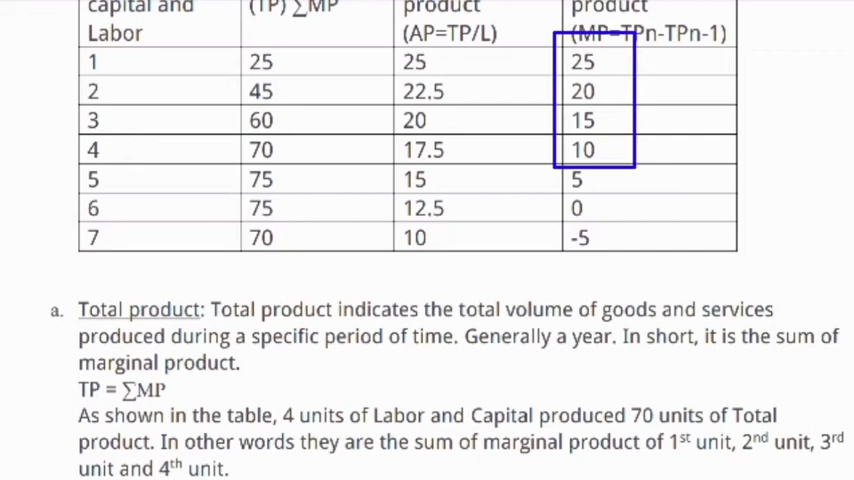 capital and (TP) ∑MP product product
Labor (AP=TP/L) (MP=TPn-TPn-1)
1 25 25 25
2 45 22.5 20
3 60 20 15
4 70 17.5 10
5 75 15 5
6 75 12.5 0
7 70 10 -5
a. Total product: Total product indicates the total volume of goods and services
produced during a specific period of time. Generally a year. In short, it is the sum of
marginal product.
TP = ∑MP
As shown in the table, 4 units of Labor and Capital produced 70 units of Total
product. In other words they are the sum of marginal product of 1st unit, 2nd unit, 3rd
unit and 4th unit.